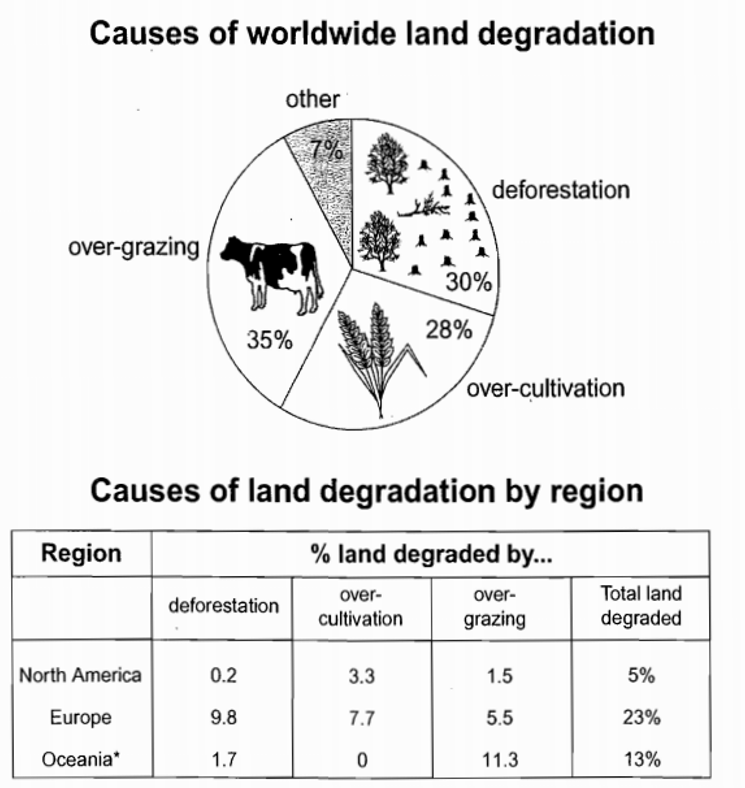 Causes of worldwide land degradation
other
7%
deforestation
over-grazing
30%
28%
35%
over-cultivation
Causes of land degradation by region
Region % land degraded by...
deforestation over-cultivation over-grazing Total land degraded
North America 0.2 3.3 1.5 5%
Europe 9.8 7.7 5.5 23%
Oceania* 1.7 0 11.3 13%